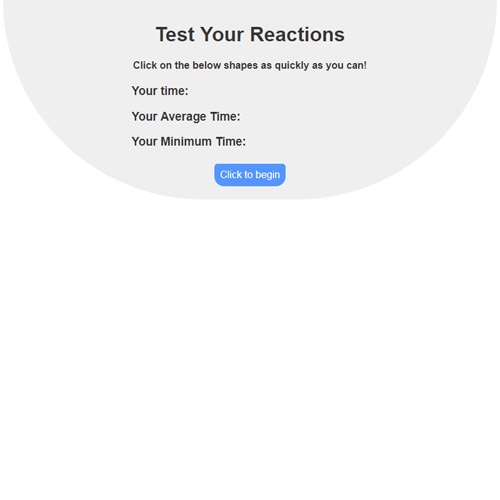 Test Your Reactions
Click on the below shapes as quickly as you can!
Your time:
Your Average Time:
Your Minimum Time:
Click to begin